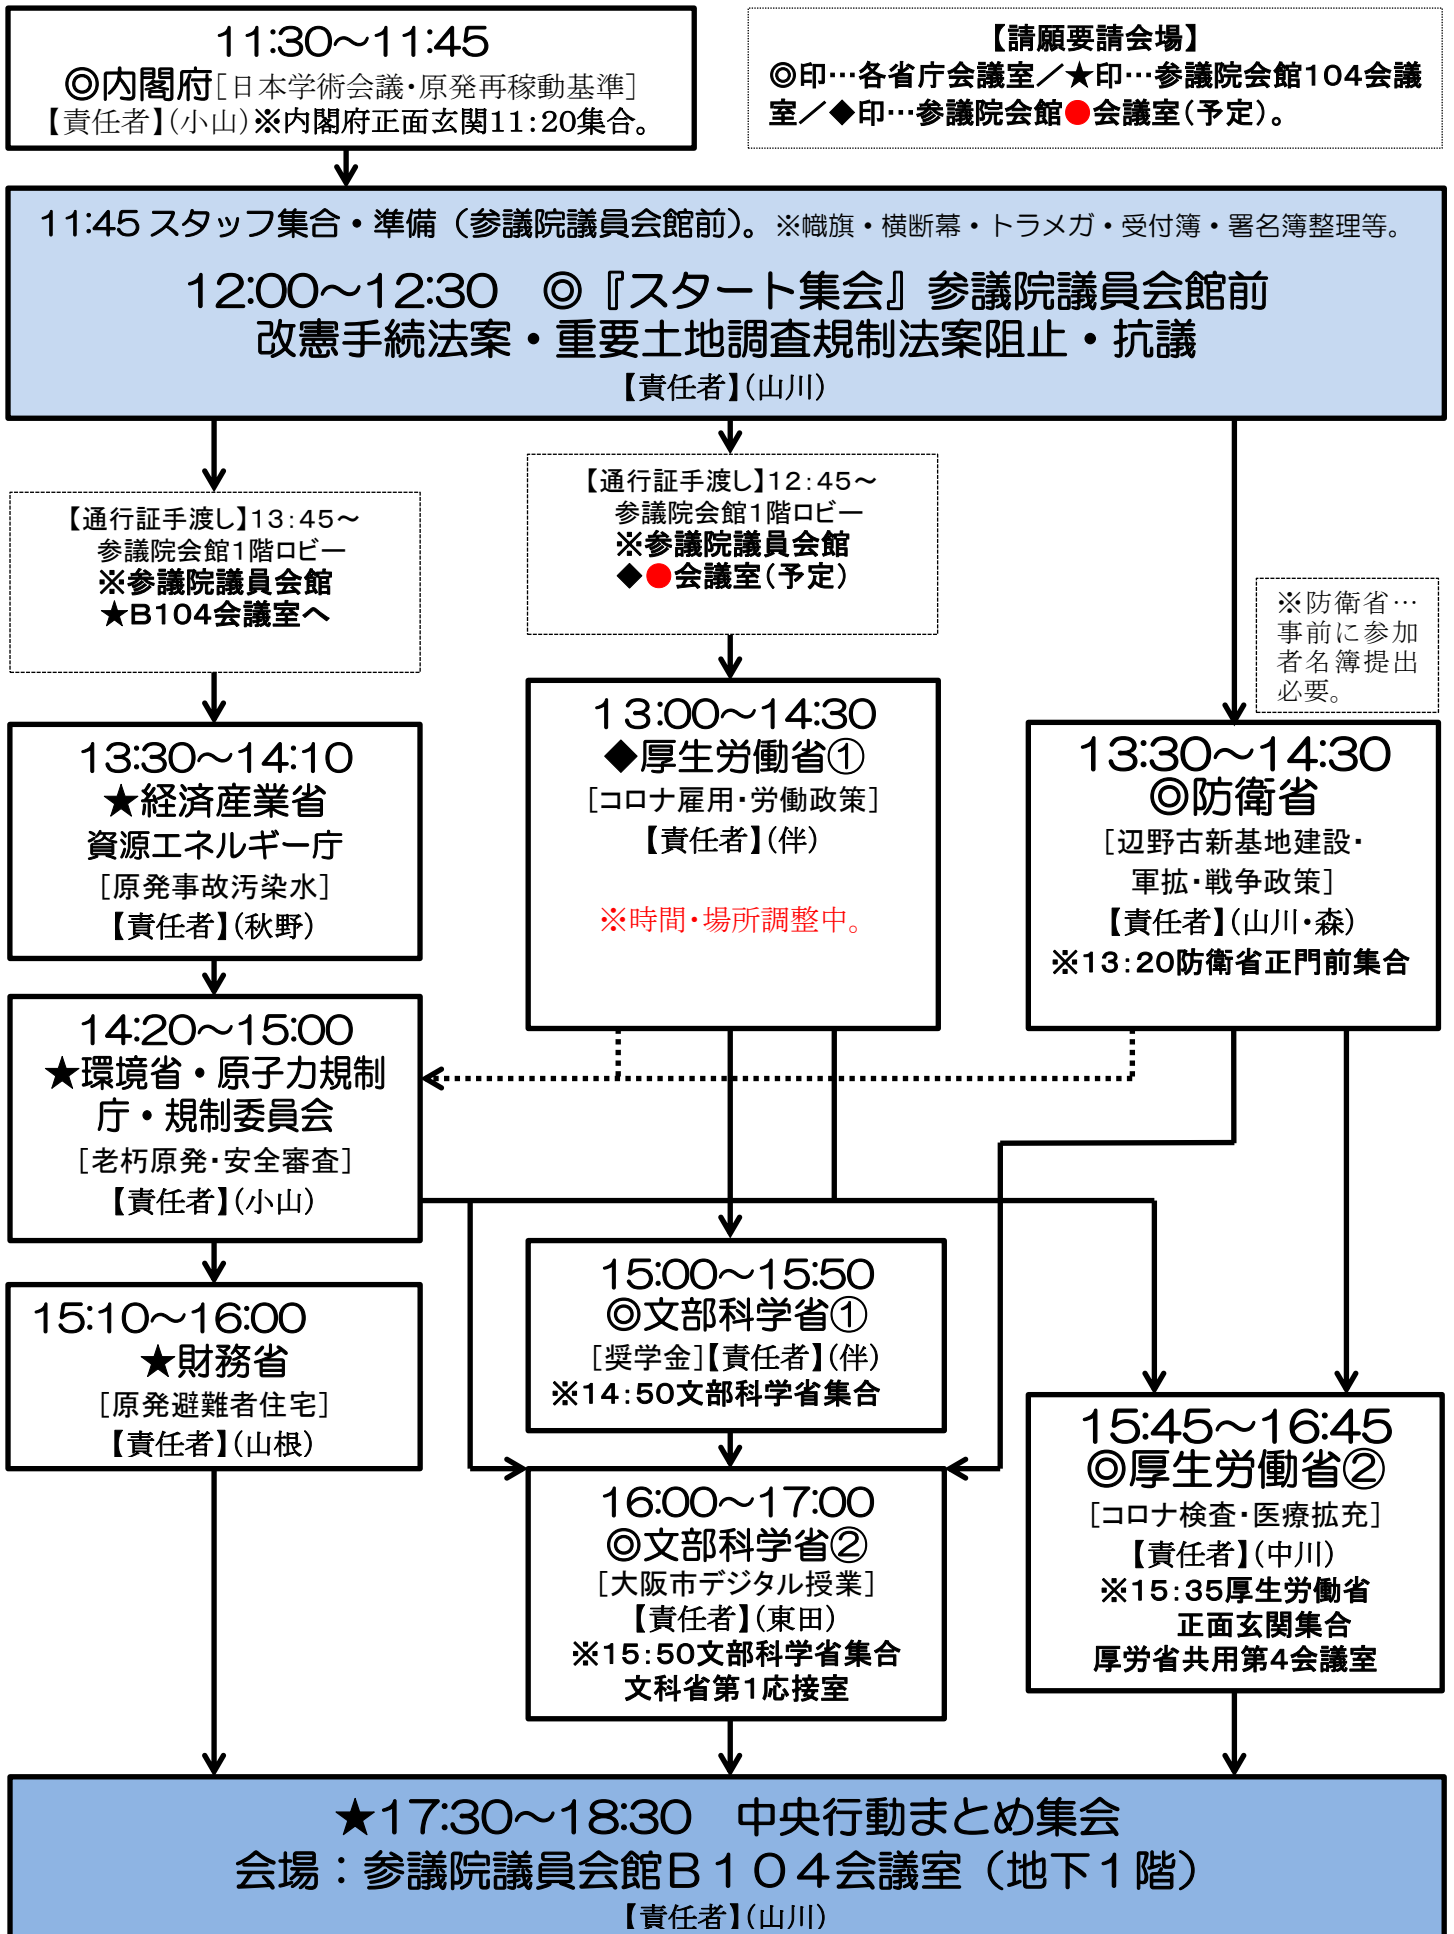 11:30～11:45
◎内閣府[日本学術会議・原発再稼動基準]
【責任者】(小山)※内閣府正面玄関11:20集合。
【請願要請会場】
◎印…各省庁会議室／★印…参議院会館104会議
室／◆印…参議院会館●会議室(予定)。
11:45 スタッフ集合・準備（参議院議員会館前）。※幟旗・横断幕・トラメガ・受付簿・署名簿整理等。
12:00～12:30　◎『スタート集会』参議院議員会館前
改憲手続法案・重要土地調査規制法案阻止・抗議
【責任者】(山川)
【通行証手渡し】13:45～
参議院会館1階ロビー
※参議院議員会館
★B104会議室へ
【通行証手渡し】12:45～
参議院会館1階ロビー
※参議院議員会館
◆●会議室(予定)
※防衛省…
事前に参加
者名簿提出
必要。
13:30～14:10
★経済産業省
資源エネルギー庁
[原発事故汚染水]
【責任者】(秋野)
13:00～14:30
◆厚生労働省①
[コロナ雇用・労働政策]
【責任者】(伴)
※時間・場所調整中。
13:30～14:30
◎防衛省
[辺野古新基地建設・
軍拡・戦争政策]
【責任者】(山川・森)
※13:20防衛省正門前集合
14:20～15:00
★環境省・原子力規制
庁・規制委員会
[老朽原発・安全審査]
【責任者】(小山)
15:10～16:00
★財務省
[原発避難者住宅]
【責任者】(山根)
15:00～15:50
◎文部科学省①
[奨学金]【責任者】(伴)
※14:50文部科学省集合
16:00～17:00
◎文部科学省②
[大阪市デジタル授業]
【責任者】(東田)
※15:50文部科学省集合
文科省第1応接室
15:45～16:45
◎厚生労働省②
[コロナ検査・医療拡充]
【責任者】(中川)
※15:35厚生労働省
正面玄関集合
厚労省共用第4会議室
★17:30～18:30　中央行動まとめ集会
会場：参議院議員会館Ｂ１０４会議室（地下１階）
【責任者】(山川)